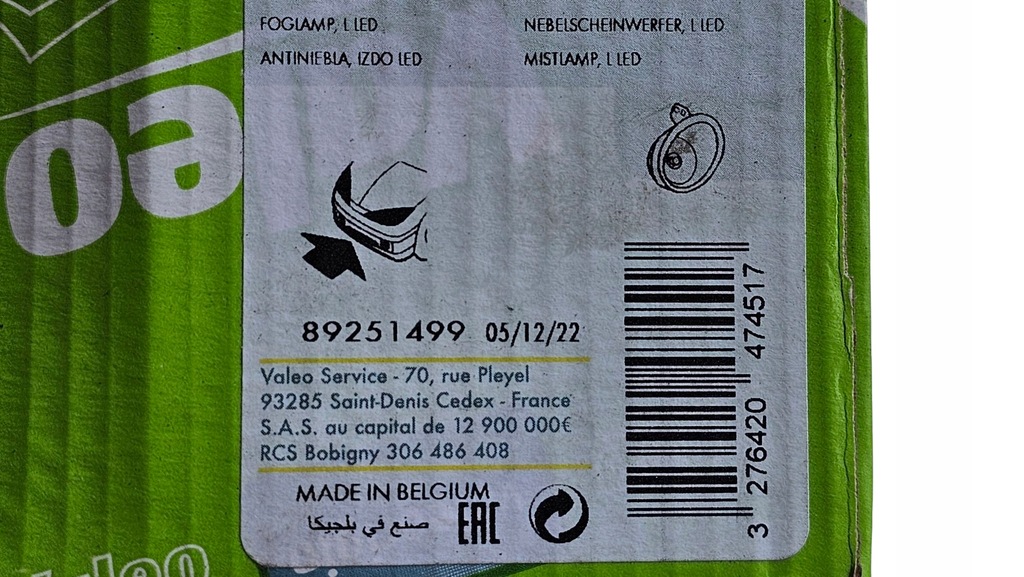 FOGLAMP, L LED
NEBELSCHEINWERFER, L LED
ANTINIEBLA, IZDO LED
MISTLAMP, L LED
eo
89251499 05/12/22
Valeo Service - 70, rue Pleyel
93285 Saint-Denis Cedex - France
S.A.S. au capital de 12 900 000€
RCS Bobigny 306 486 408
MADE IN BELGIUM
صنع في بلجيكا
EAC
3 276420 474517
Valeo